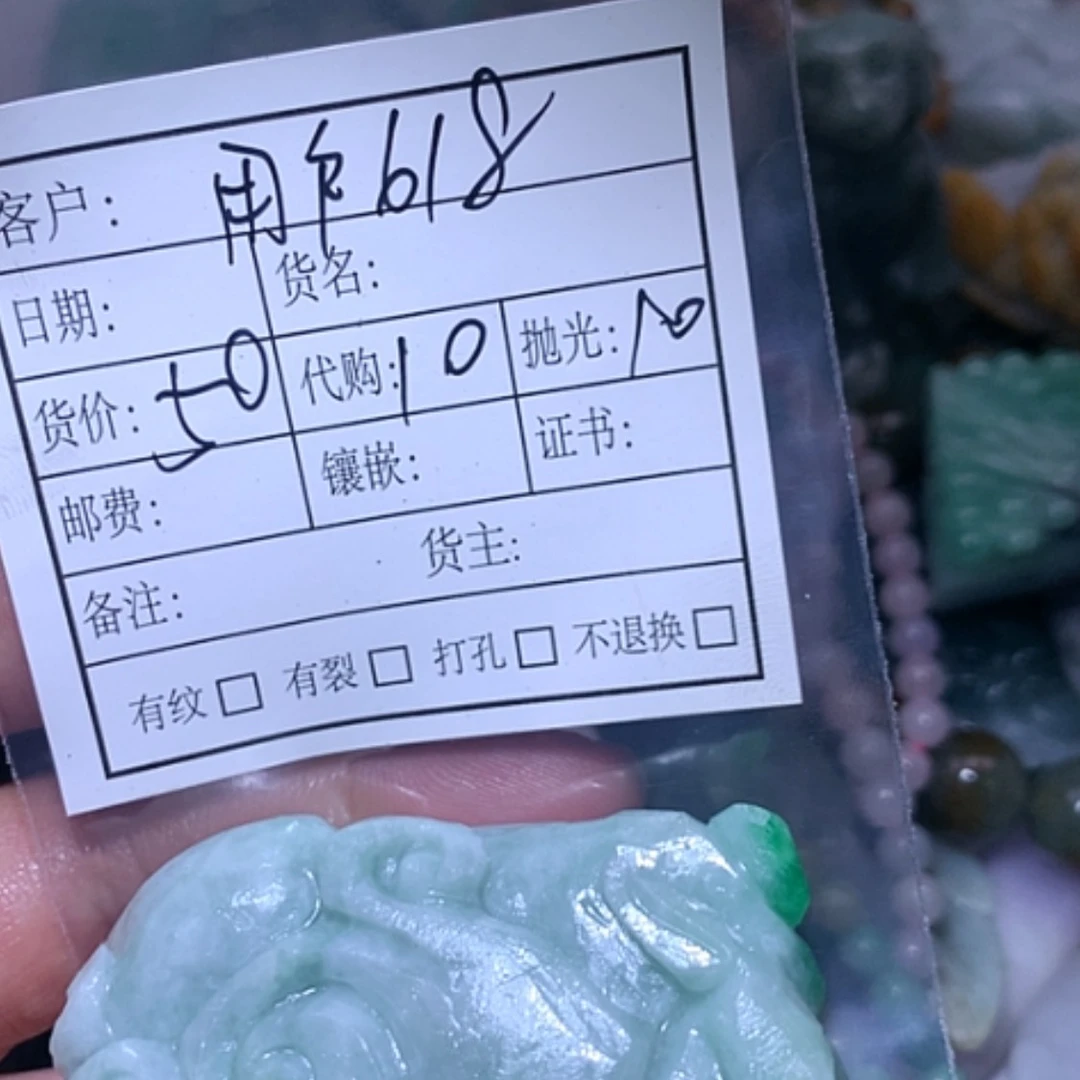 客户: 用户618
日期: 货名:
货价: 50 代购: 10 抛光: 10
邮费: 镶嵌: 证书:
备注: 货主:
有纹□ 有裂□ 打孔□ 不退换□